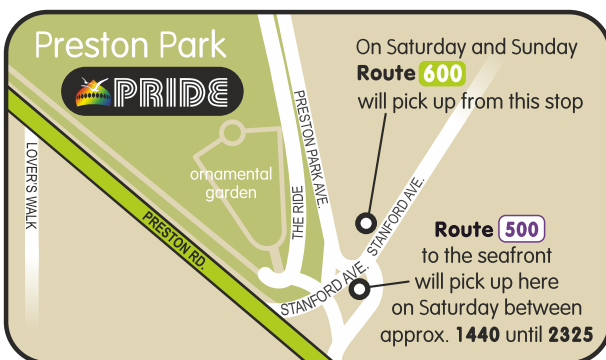 Preston Park
PRIDE
On Saturday and Sunday
Route 600
will pick up from this stop
LOVER'S WALK
PRESTON PARK AVE.
ornamental
garden
THE RIDE
PRESTON RD.
STANFORD AVE.
STANFORD AVE.
Route 500
to the seafront
will pick up here
on Saturday between
approx. 1440 until 2325